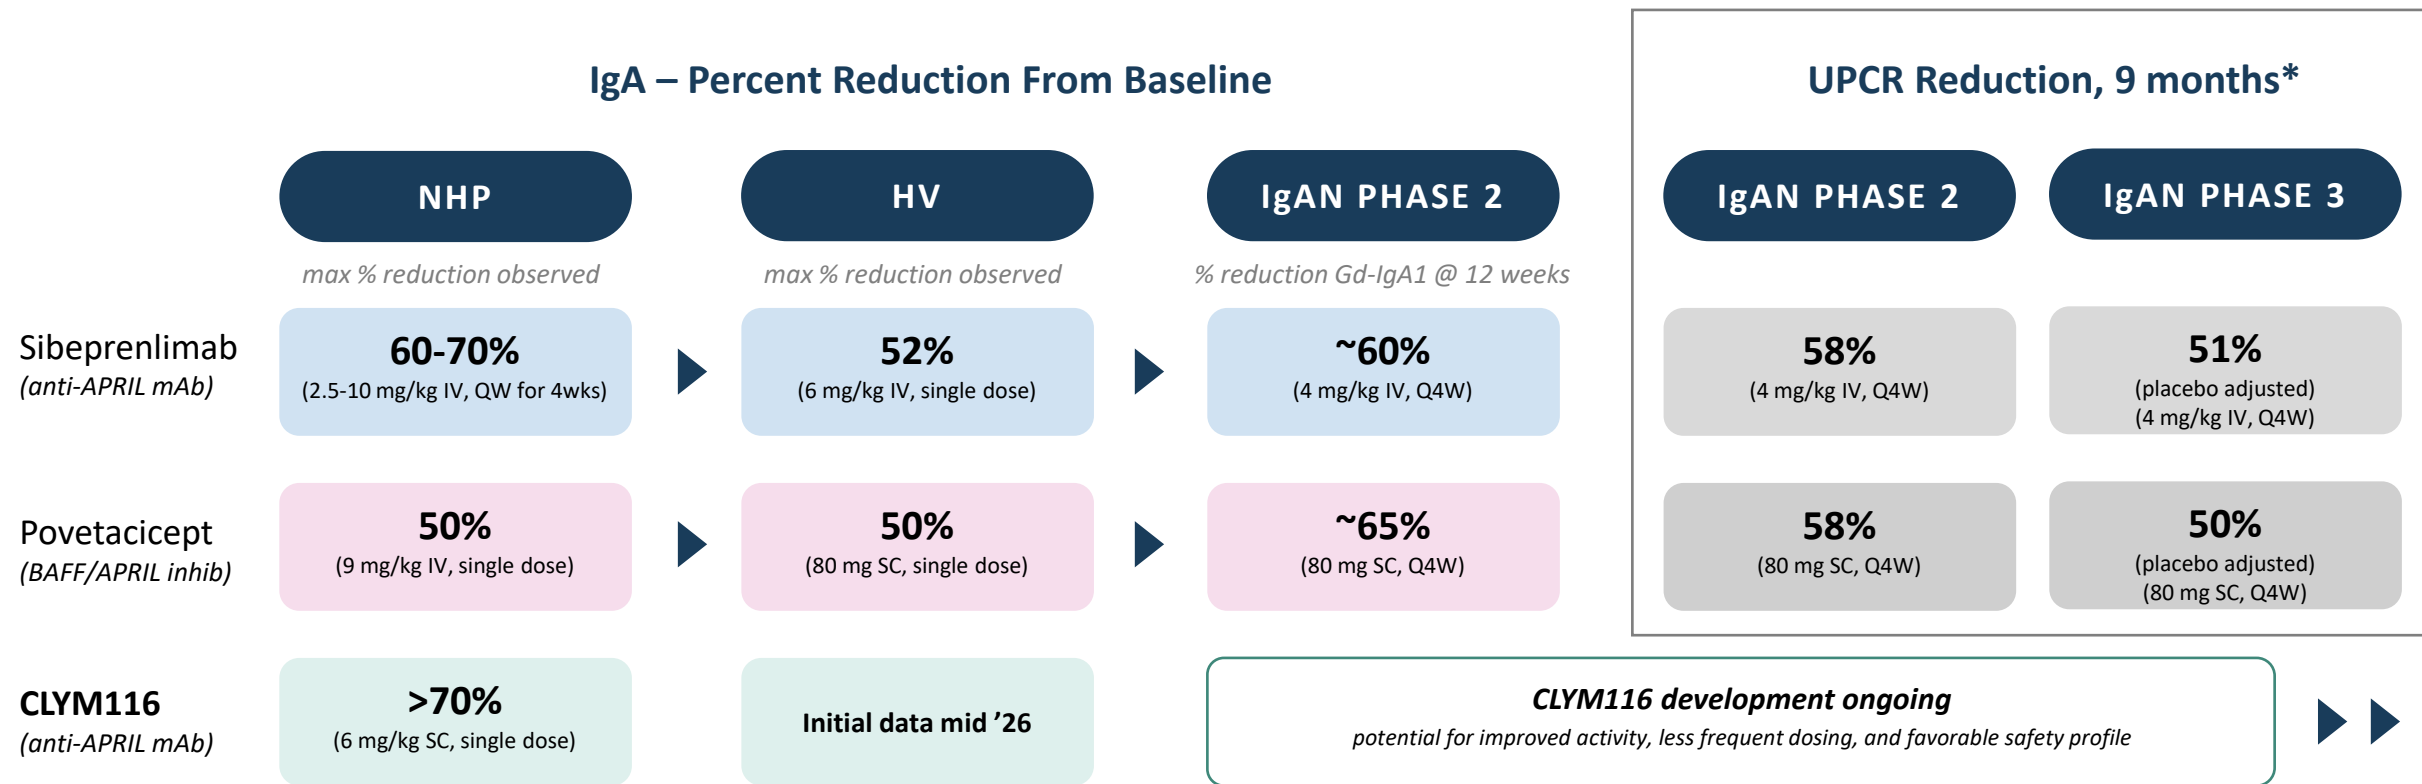 IgA – Percent Reduction From Baseline
UPCR Reduction, 9 months*
NHP
HV
IgAN PHASE 2
IgAN PHASE 2
IgAN PHASE 3
max % reduction observed
max % reduction observed
% reduction Gd-IgA1 @ 12 weeks
Sibeprenlimab
(anti-APRIL mAb)
60-70%
(2.5-10 mg/kg IV, QW for 4wks)
52%
(6 mg/kg IV, single dose)
~60%
(4 mg/kg IV, Q4W)
58%
(4 mg/kg IV, Q4W)
51%
(placebo adjusted)
(4 mg/kg IV, Q4W)
Povetacicept
(BAFF/APRIL inhib)
50%
(9 mg/kg IV, single dose)
50%
(80 mg SC, single dose)
~65%
(80 mg SC, Q4W)
58%
(80 mg SC, Q4W)
50%
(placebo adjusted)
(80 mg SC, Q4W)
CLYM116
(anti-APRIL mAb)
>70%
(6 mg/kg SC, single dose)
Initial data mid ’26
CLYM116 development ongoing
potential for improved activity, less frequent dosing, and favorable safety profile